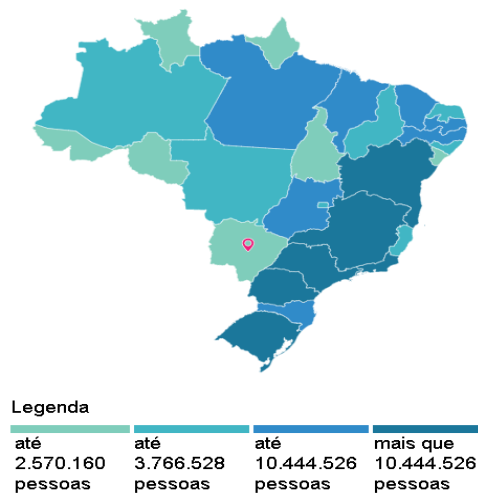 Legenda
até
2.570.160
pessoas
até
3.766.528
pessoas
até
10.444.526
pessoas
mais que
10.444.526
pessoas